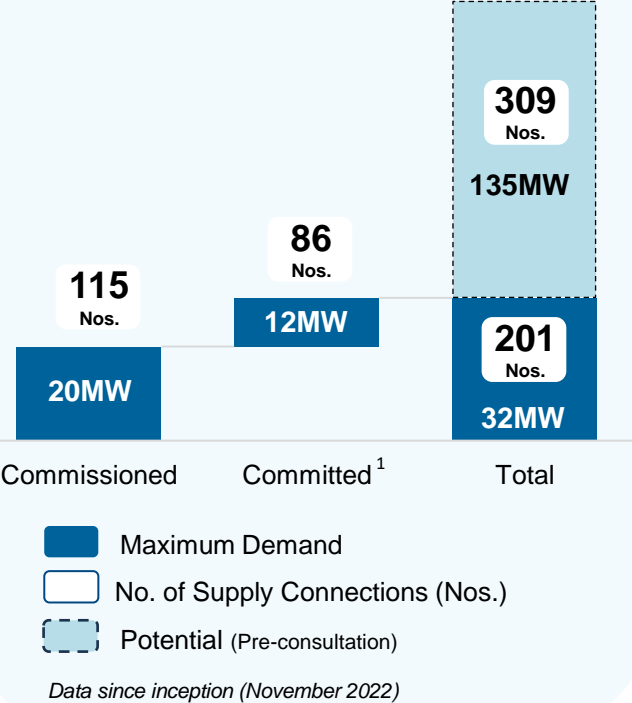 309
Nos.
135MW
86
Nos.
115
Nos.
12MW
201
Nos.
20MW
32MW
Commissioned Committed 1 Total
Maximum Demand
No. of Supply Connections (Nos.)
Potential (Pre-consultation)
Data since inception (November 2022)